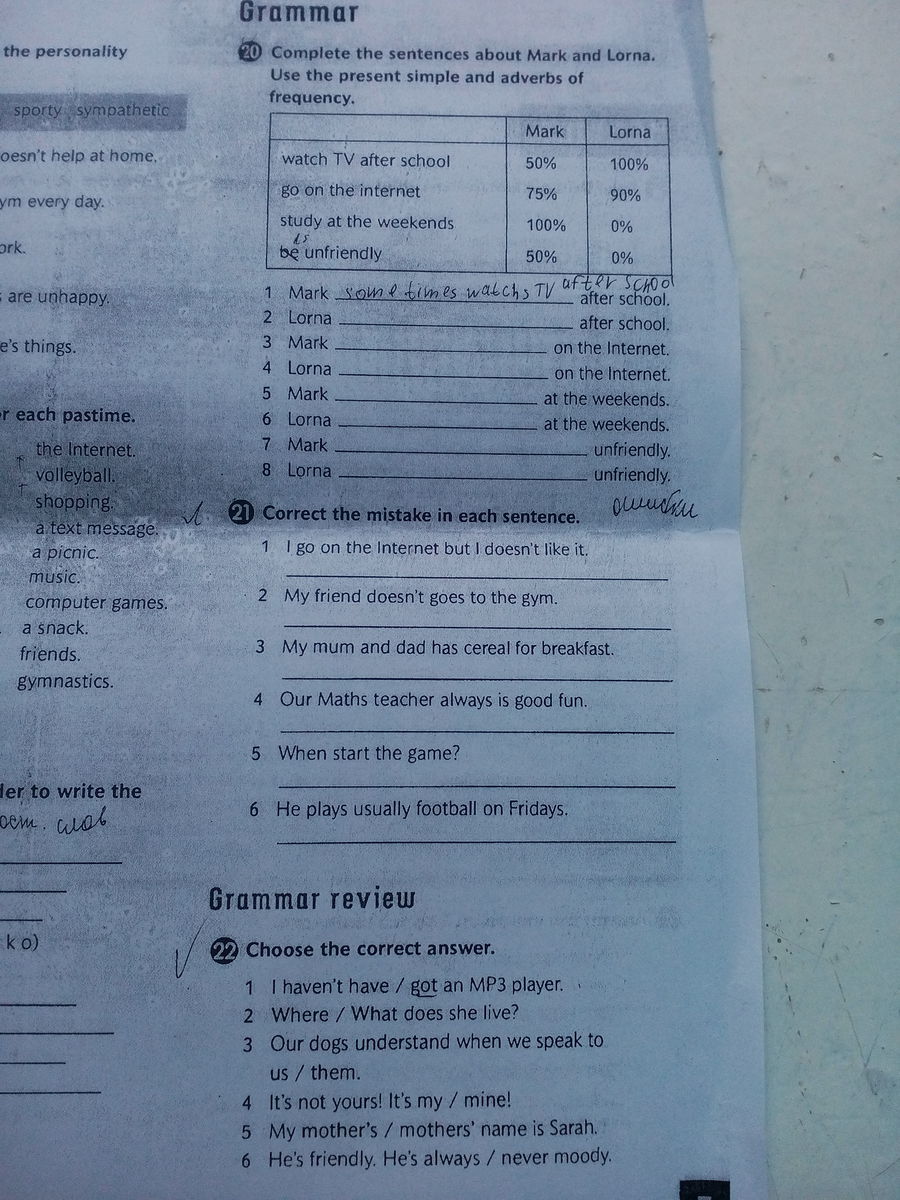 the personality
sporty sympathetic
oesn't help at home.
ym every day.
ork.
s are unhappy.
e's things.
er each pastime.
the Internet.
volleyball.
shopping.
a text message.
a picnic.
music.
computer games.
a snack.
friends.
gymnastics.
der to write the
k o)
Grammar
20 Complete the sentences about Mark and Lorna.
Use the present simple and adverbs of
frequency.
Mark Lorna
watch TV after school 50% 100%
go on the internet 75% 90%
study at the weekends 100% 0%
is
be unfriendly 50% 0%
1 Mark sometimes watchs TV after school after school.
2 Lorna ______ after school.
3 Mark ______ on the Internet.
4 Lorna ______ on the Internet.
5 Mark ______ at the weekends.
6 Lorna ______ at the weekends.
7 Mark ______ unfriendly.
8 Lorna ______ unfriendly.
21 Correct the mistake in each sentence.
1 I go on the Internet but I doesn't like it.
2 My friend doesn't goes to the gym.
3 My mum and dad has cereal for breakfast.
4 Our Maths teacher always is good fun.
5 When start the game?
6 He plays usually football on Fridays.
Grammar review
22 Choose the correct answer.
1 I haven't have / got an MP3 player.
2 Where / What does she live?
3 Our dogs understand when we speak to
us / them.
4 It's not yours! It's my / mine!
5 My mother's / mothers' name is Sarah.
6 He's friendly. He's always / never moody.